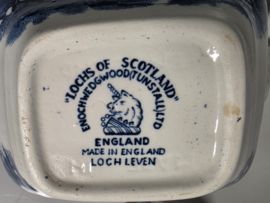 "LOCHS OF SCOTLAND"
ENOCH WEDGWOOD (TUNSTALL) LTD
ENGLAND
MADE IN ENGLAND
LOCH LEVEN